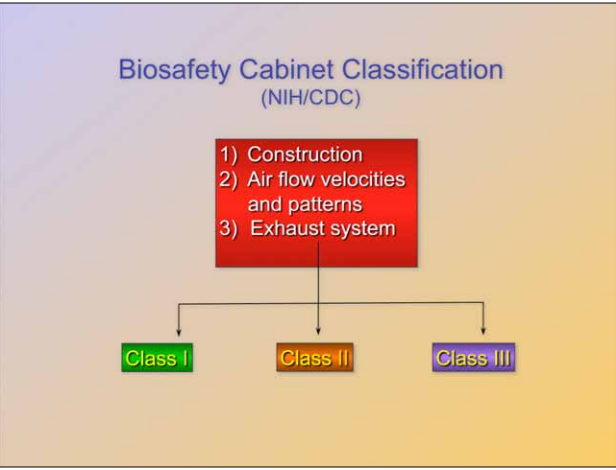 Biosafety Cabinet Classification
(NIH/CDC)
1) Construction
2) Air flow velocities
and patterns
3) Exhaust system
Class I
Class II
Class III